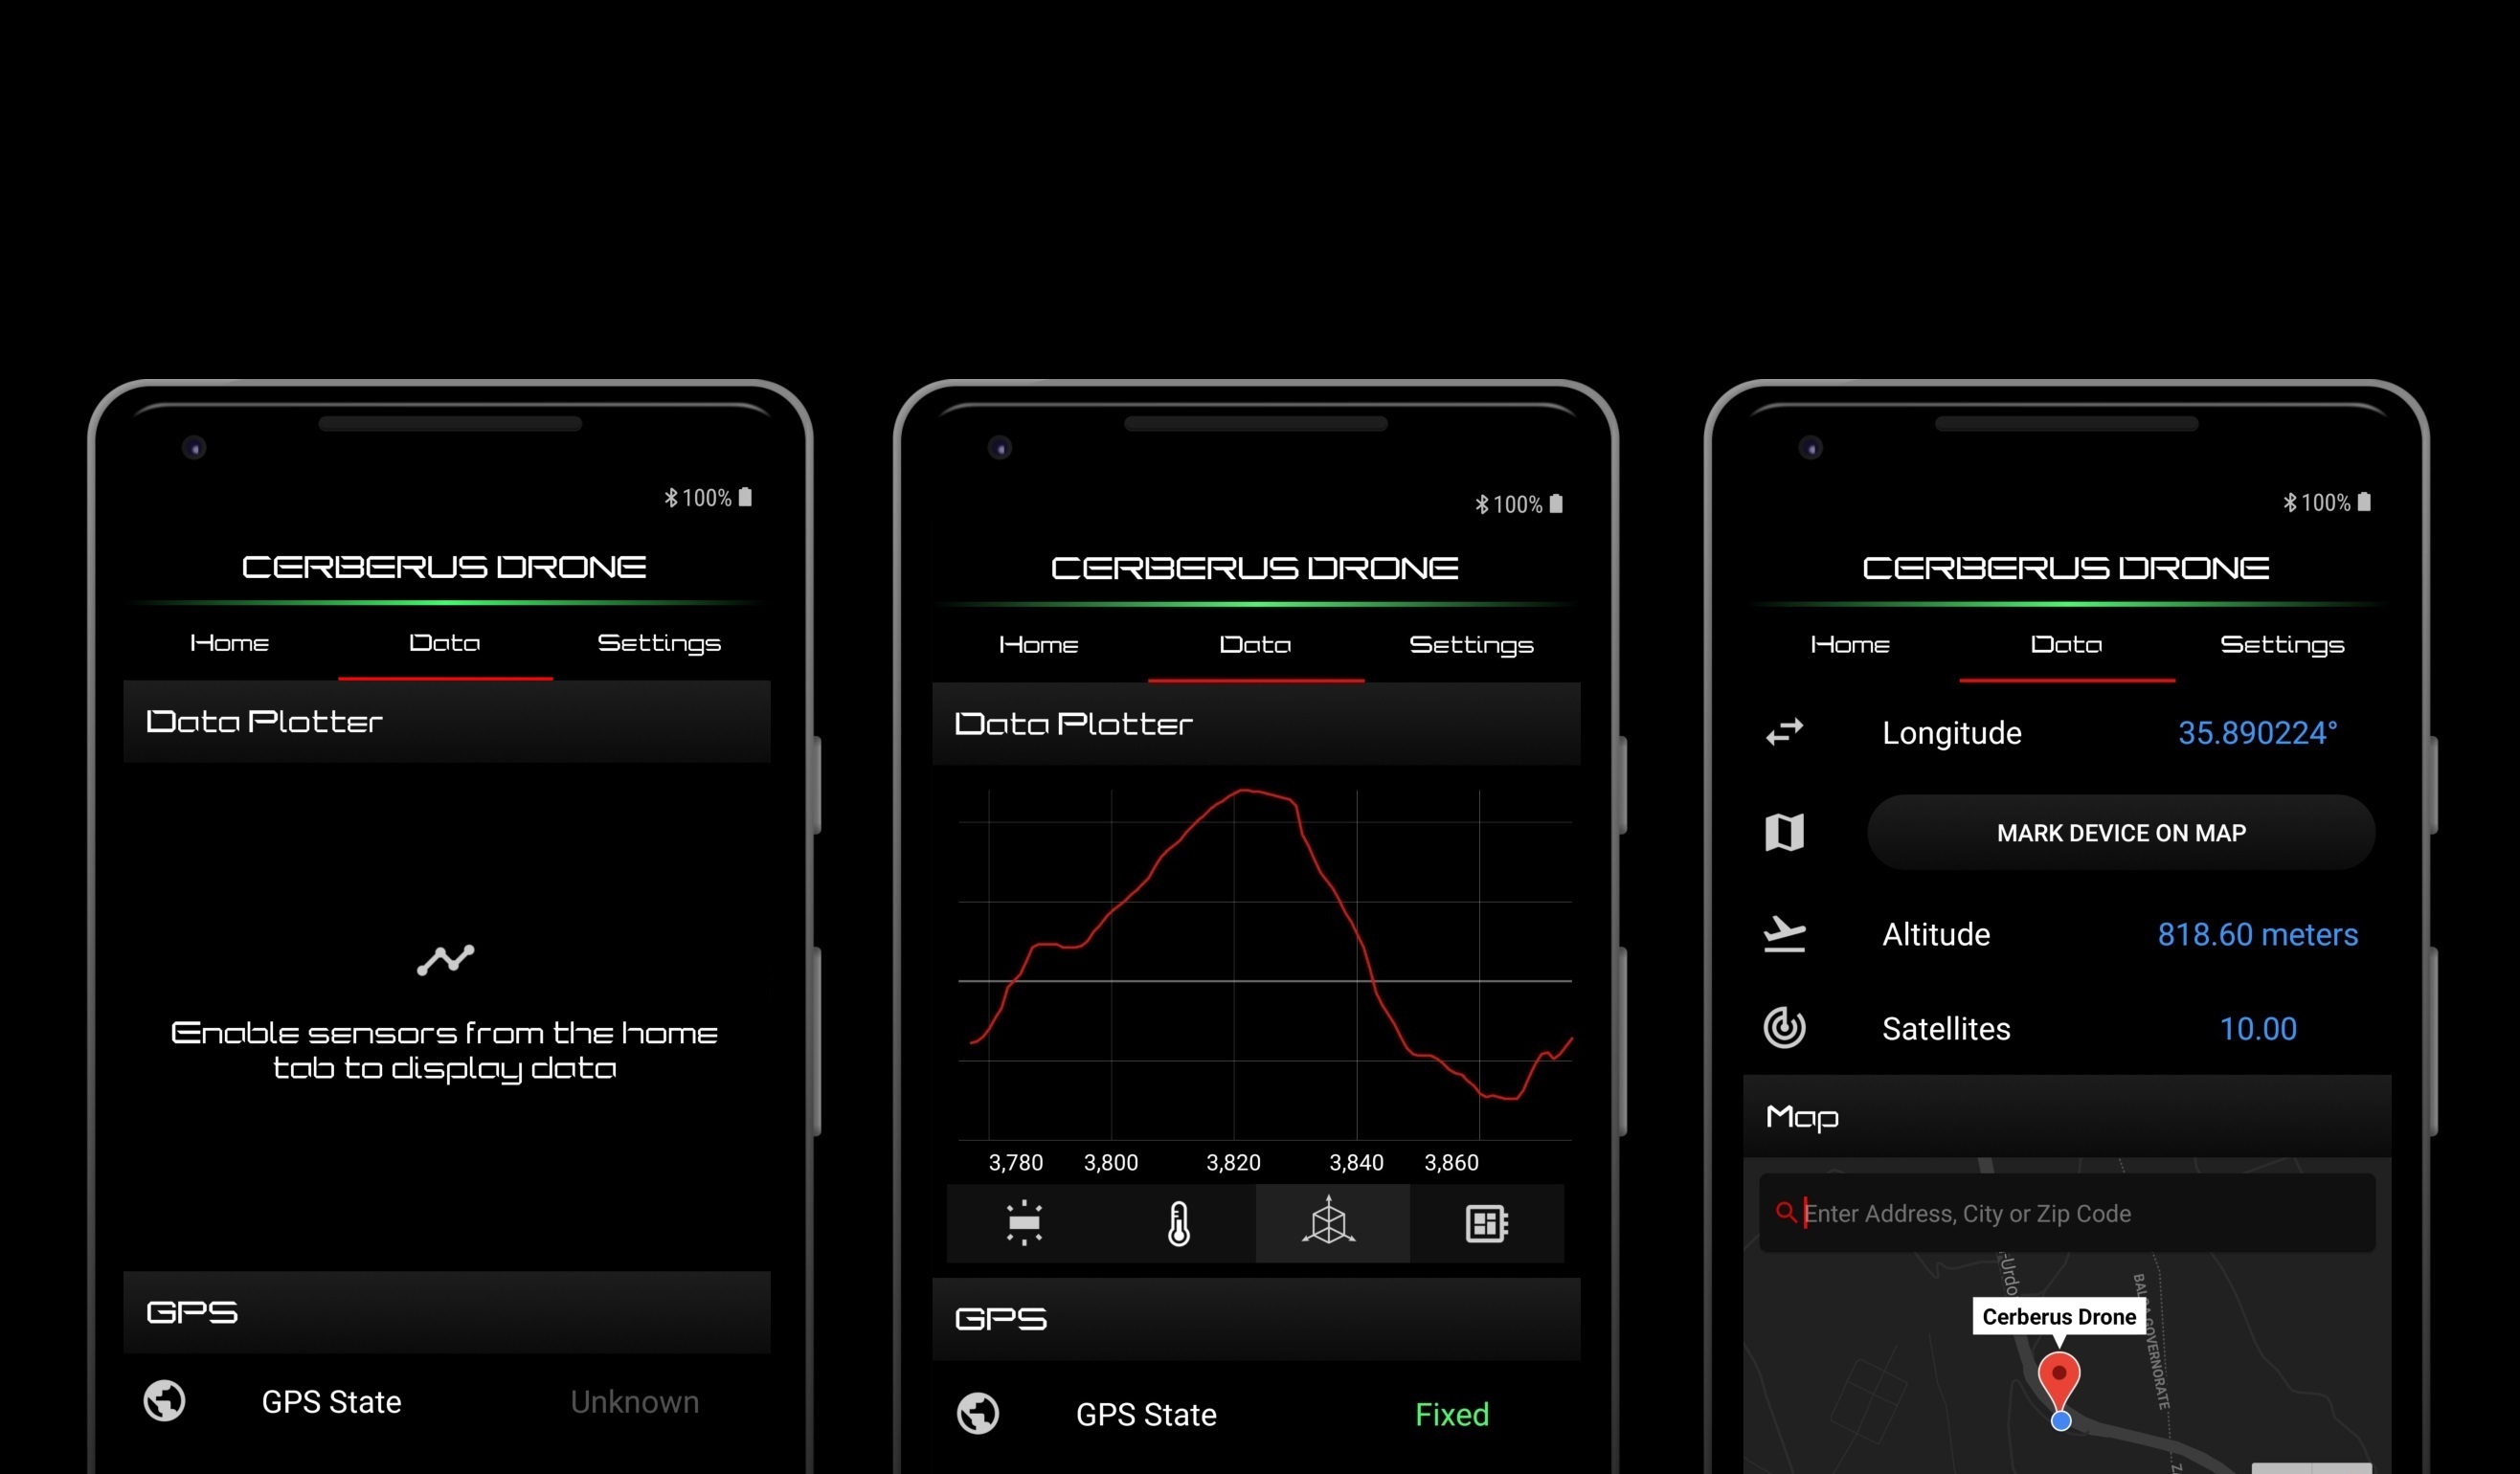 100%
CERBERUS DRONE
Home Data Settings
Data Plotter
Enable sensors from the home
tab to display data
GPS
GPS State Unknown
100%
CERBERUS DRONE
Home Data Settings
Data Plotter
3,780 3,800 3,820 3,840 3,860
GPS
GPS State Fixed
100%
CERBERUS DRONE
Home Data Settings
Longitude 35.890224°
MARK DEVICE ON MAP
Altitude 818.60 meters
Satellites 10.00
Map
Enter Address, City or Zip Code
-Urdo
Cerberus Drone
GOVERNORATE